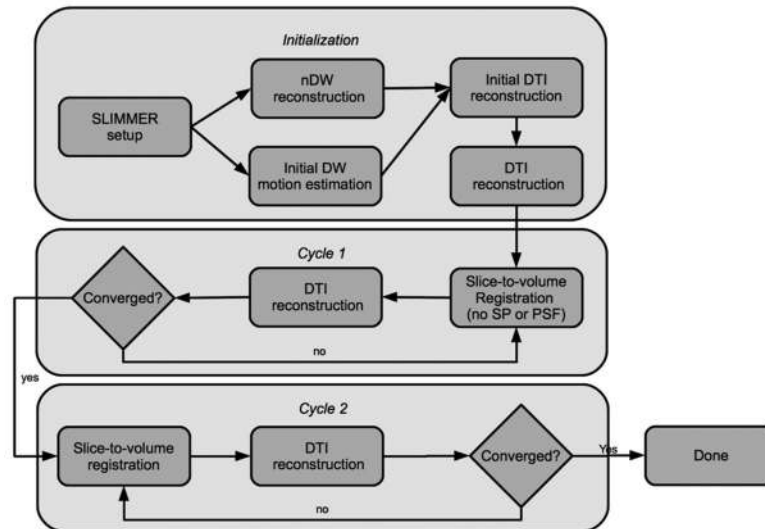 Initialization
SLIMMER
setup
nDW
reconstruction
Initial DW
motion estimation
Initial DTI
reconstruction
DTI
reconstruction
Cycle 1
Converged?
DTI
reconstruction
Slice-to-volume
Registration
(no SP or PSF)
no
yes
Cycle 2
Slice-to-volume
registration
DTI
reconstruction
Converged?
no
Yes
Done